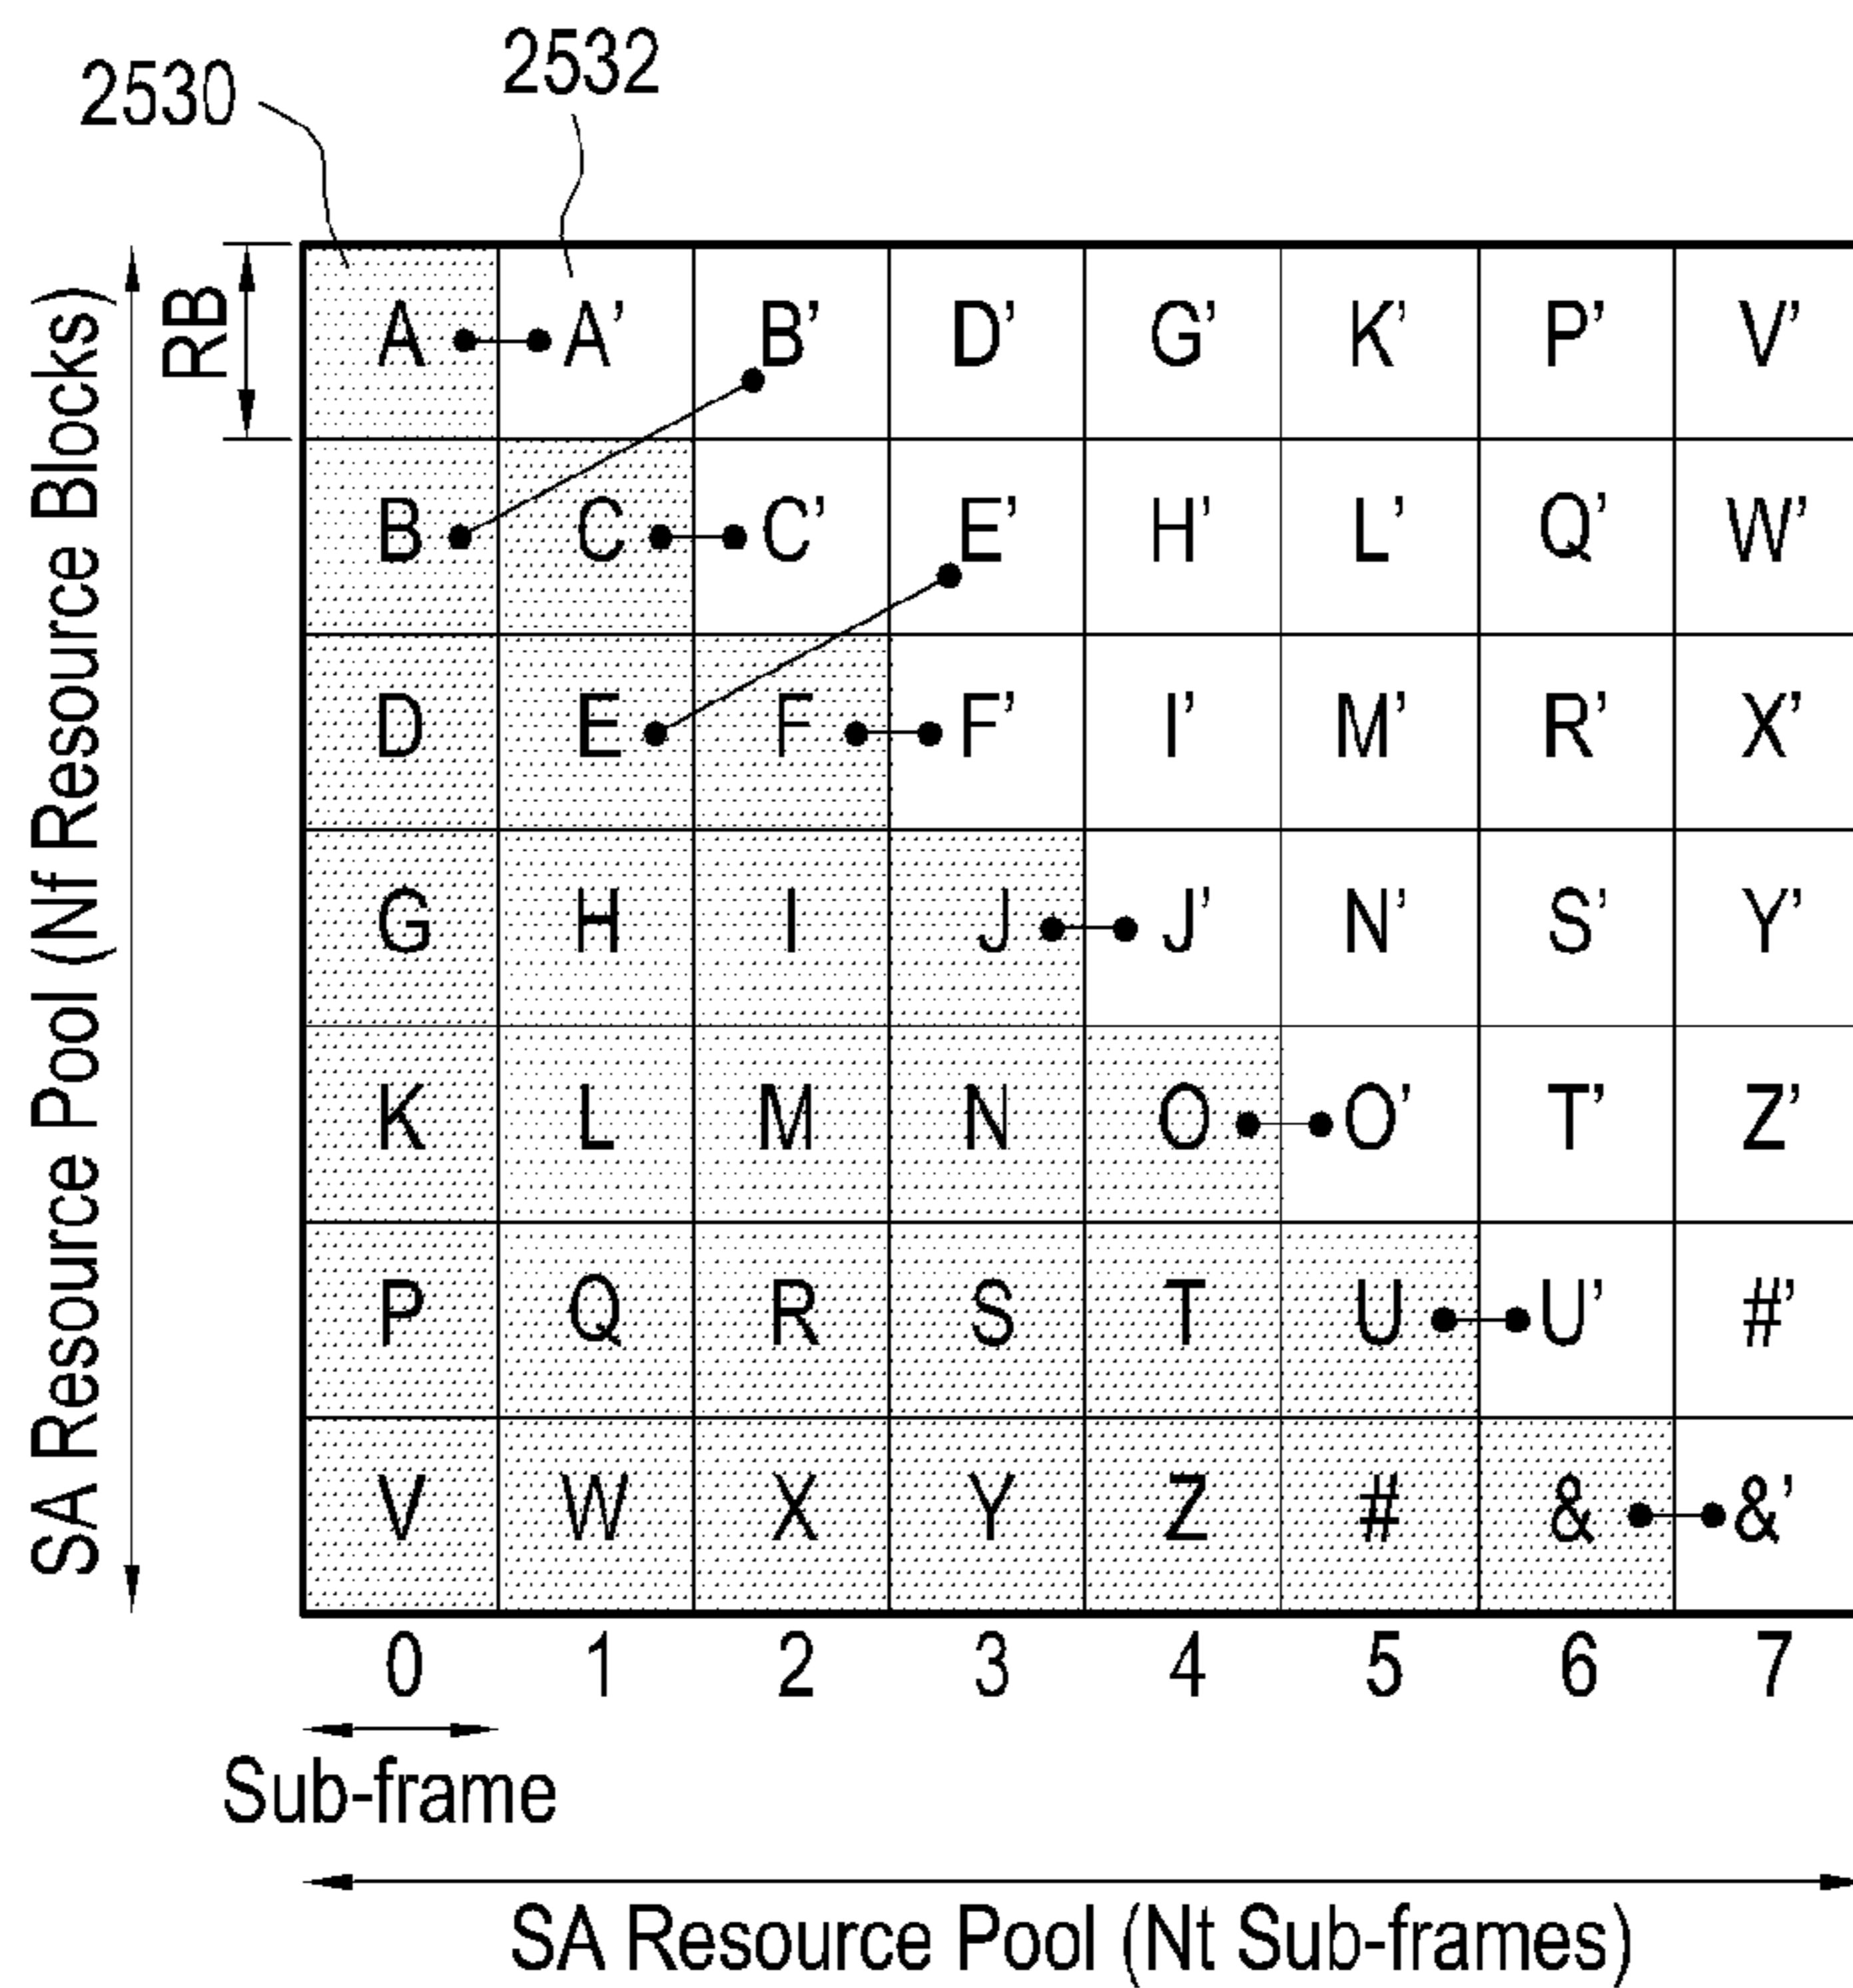 2530 2532
SA Resource Pool (Nf Resource Blocks)
RB
A A' B' D' G' K' P' V'
B C C' E' H' L' Q' W'
D E F F' I' M' R' X'
G H I J J' N' S' Y'
K L M N O O' T' Z'
P Q R S T U U' #'
V W X Y Z # & &'
0 1 2 3 4 5 6 7
Sub-frame
SA Resource Pool (Nt Sub-frames)